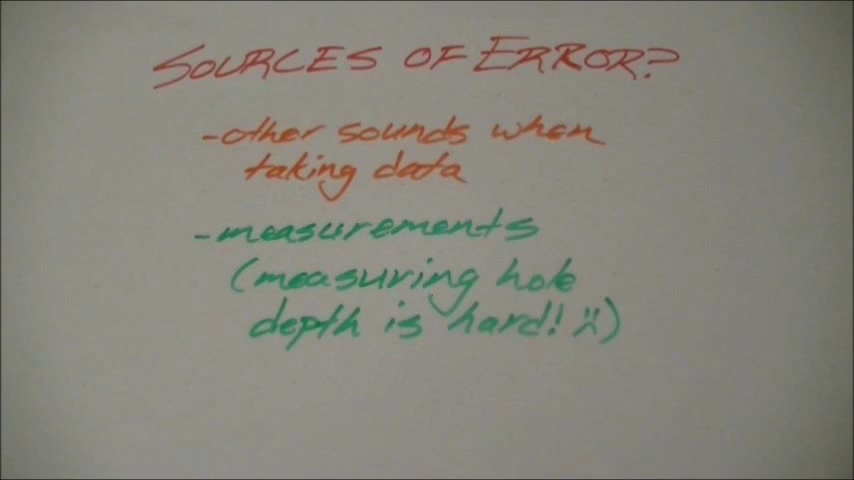 SOURCES OF ERROR?
-other sounds when
taking data
-measurements
(measuring hole
depth is hard! :()